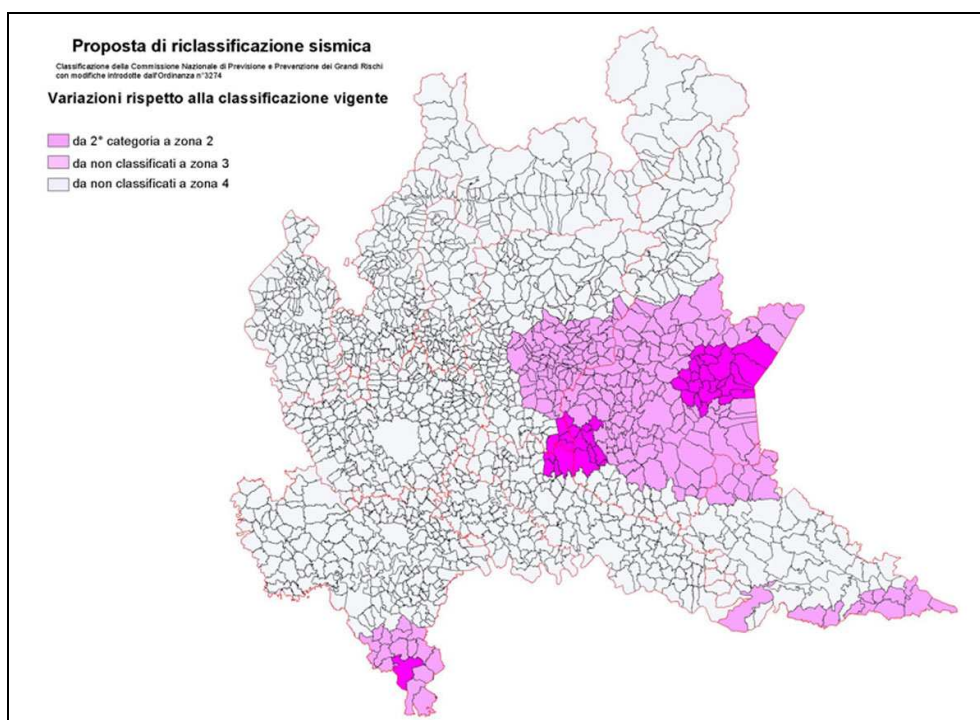 Proposta di riclassificazione sismica
Classificazione della Commissione Nazionale di Previsione e Prevenzione dei Grandi Rischi
con modifiche introdotte dall'Ordinanza n°3274
Variazioni rispetto alla classificazione vigente
da 2* categoria a zona 2
da non classificati a zona 3
da non classificati a zona 4